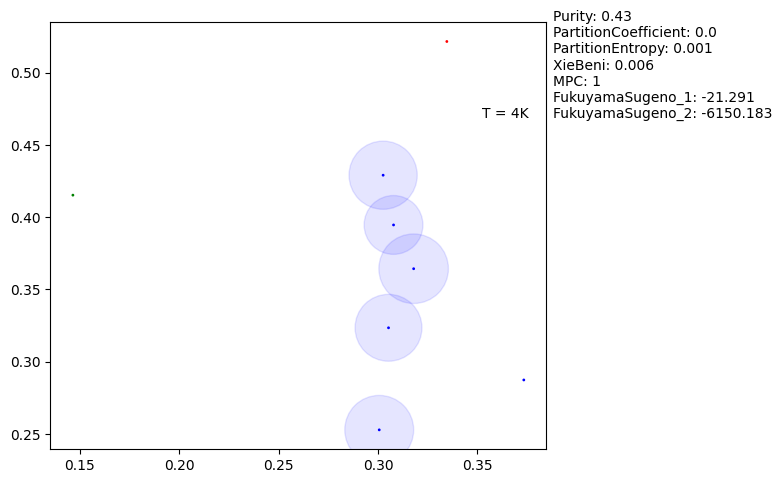 Purity: 0.43
PartitionCoefficient: 0.0
PartitionEntropy: 0.001
XieBeni: 0.006
MPC: 1
FukuyamaSugeno_1: -21.291
FukuyamaSugeno_2: -6150.183
T = 4K
0.50
0.45
0.40
0.35
0.30
0.25
0.15
0.20
0.25
0.30
0.35